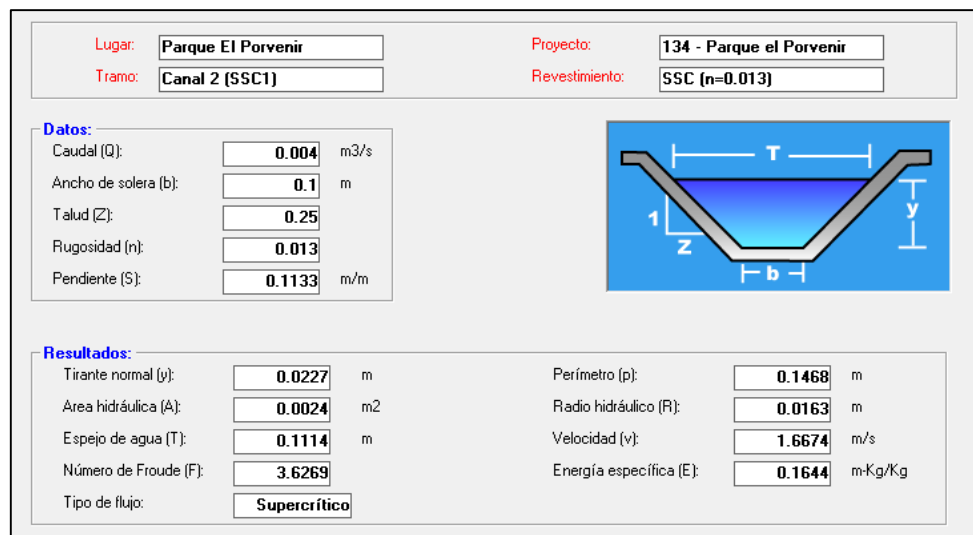 Lugar: Parque El Porvenir Proyecto: 134 - Parque el Porvenir
Tramo: Canal 2 (SSC1) Revestimiento: SSC (n=0.013)
Datos:
Caudal (Q): 0.004 m3/s
Ancho de solera (b): 0.1 m
Talud (Z): 0.25
Rugosidad (n): 0.013
Pendiente (S): 0.1133 m/m
T
y
1
Z
b
Resultados:
Tirante normal (y): 0.0227 m Perímetro (p): 0.1468 m
Area hidráulica (A): 0.0024 m2 Radio hidráulico (R): 0.0163 m
Espejo de agua (T): 0.1114 m Velocidad (v): 1.6674 m/s
Número de Froude (F): 3.6269 Energía específica (E): 0.1644 m-Kg/Kg
Tipo de flujo: Supercrítico